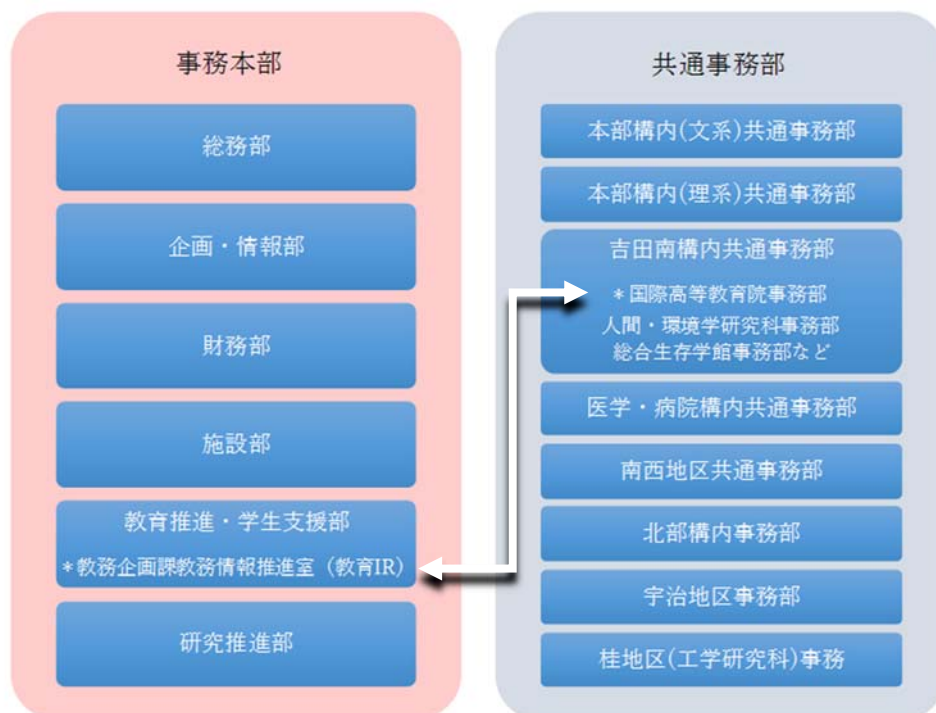 事務本部
総務部
企画・情報部
財務部
施設部
教育推進・学生支援部
*教務企画課教務情報推進室（教育IR）
研究推進部
共通事務部
本部構内(文系)共通事務部
本部構内(理系)共通事務部
吉田南構内共通事務部
*国際高等教育院事務部
人間・環境学研究科事務部
総合生存学館事務部など
医学・病院構内共通事務部
南西地区共通事務部
北部構内事務部
宇治地区事務部
桂地区(工学研究科)事務